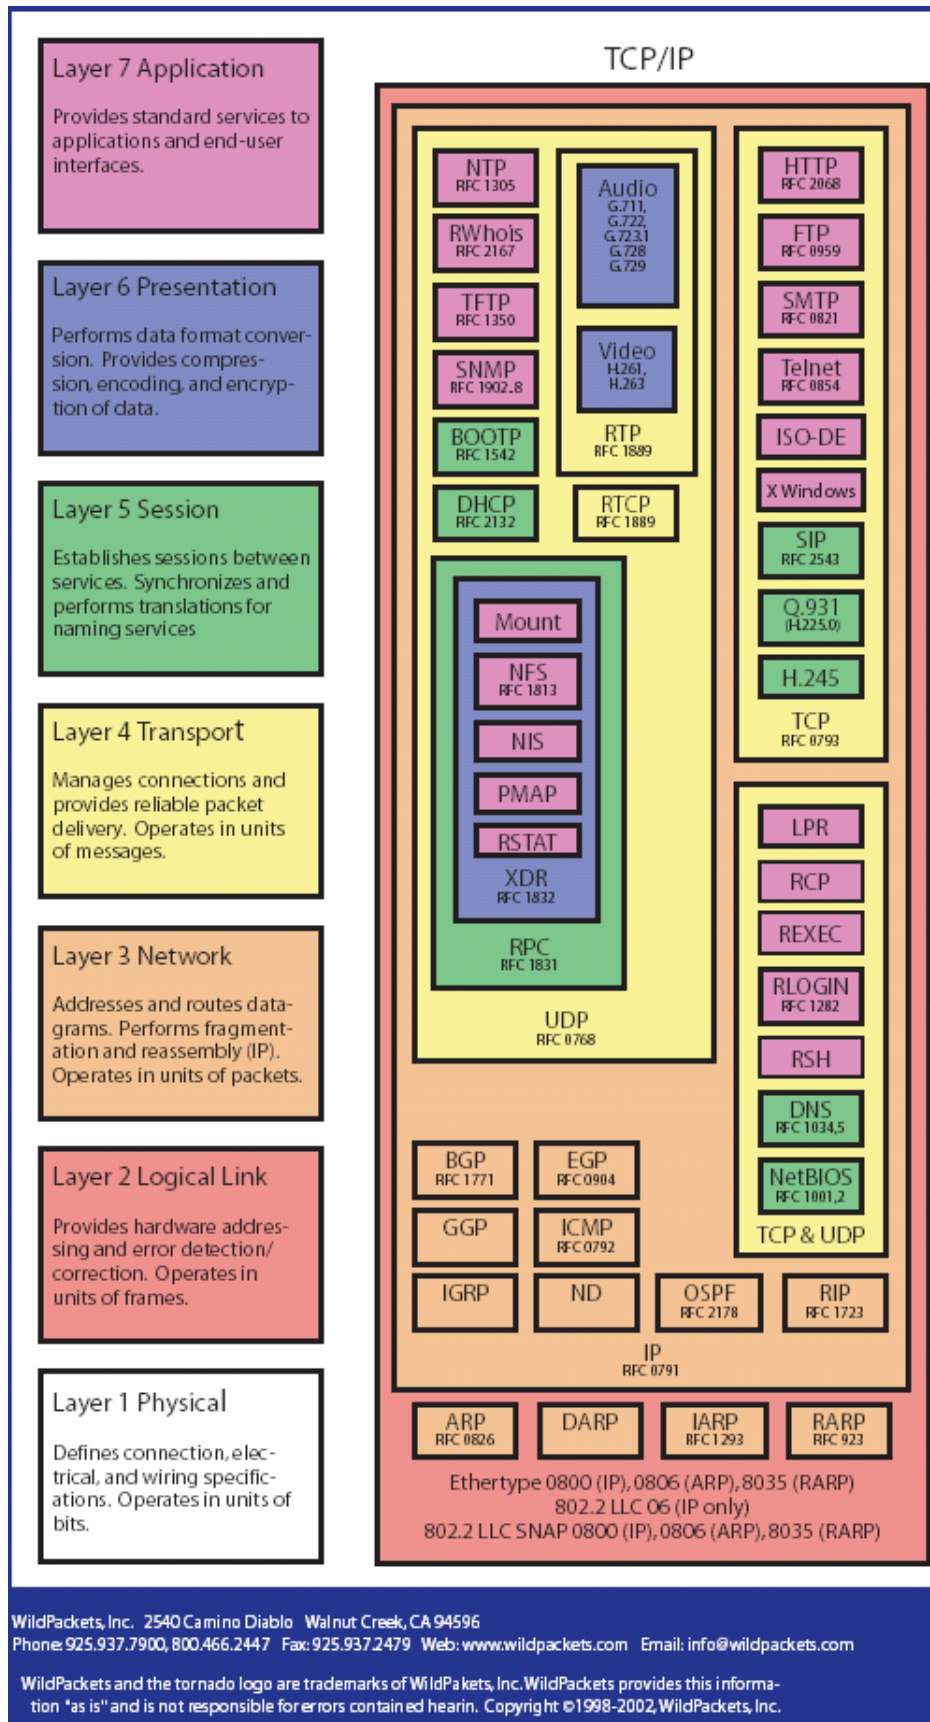 Layer 7 Application
Provides standard services to
applications and end-user
interfaces.
Layer 6 Presentation
Performs data format conver-
sion. Provides compres-
sion, encoding, and encryp-
tion of data.
Layer 5 Session
Establishes sessions between
services. Synchronizes and
performs translations for
naming services
Layer 4 Transport
Manages connections and
provides reliable packet
delivery. Operates in units
of messages.
Layer 3 Network
Addresses and routes data-
grams. Performs fragment-
ation and reassembly (IP).
Operates in units of packets.
Layer 2 Logical Link
Provides hardware addres-
sing and error detection/
correction. Operates in
units of frames.
Layer 1 Physical
Defines connection, elec-
trical, and wiring specific-
ations. Operates in units of
bits.
TCP/IP
NTP
RFC 1305
RWhois
RFC 2167
TFTP
RFC 1350
SNMP
RFC 1902..8
BOOTP
RFC 1542
DHCP
RFC 2132
Audio
G.711,
G.722,
G.723.1
G.728
G.729
Video
H.261,
H.263
RTP
RFC 1889
RTCP
RFC 1889
Mount
NFS
RFC 1813
NIS
PMAP
RSTAT
XDR
RFC 1832
RPC
RFC 1831
UDP
RFC 0768
HTTP
RFC 2068
FTP
RFC 0959
SMTP
RFC 0821
Telnet
RFC 0854
ISO-DE
X Windows
SIP
RFC 2543
Q.931
(H.225.0)
H.245
TCP
RFC 0793
LPR
RCP
REXEC
RLOGIN
RFC 1282
RSH
DNS
RFC 1034,5
NetBIOS
RFC 1001,2
TCP & UDP
BGP
RFC 1771
EGP
RFC 0904
GGP
ICMP
RFC 0792
IGRP
ND
OSPF
RFC 2178
RIP
RFC 1723
IP
RFC 0791
ARP
RFC 0826
DARP
IARP
RFC 1293
RARP
RFC 923
Ethertype 0800 (IP), 0806 (ARP), 8035 (RARP)
802.2 LLC 06 (IP only)
802.2 LLC SNAP 0800 (IP), 0806 (ARP), 8035 (RARP)
WildPackets, Inc. 2540 Camino Diablo Walnut Creek, CA 94596
Phone: 925.937.7900, 800.466.2447 Fax: 925.937.2479 Web: www.wildpackets.com Email: info@wildpackets.com
WildPackets and the tornado logo are trademarks of WildPakets, Inc. WildPackets provides this informa-
tion "as is" and is not responsible for errors contained hearin. Copyright ©1998-2002, WildPackets, Inc.